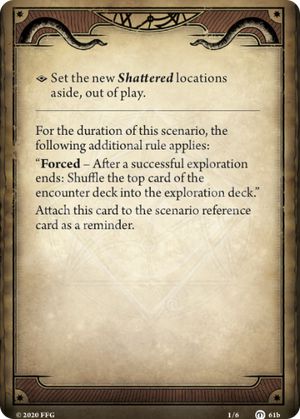 Set the new Shattered locations
aside, out of play.
For the duration of this scenario, the
following additional rule applies:
“Forced – After a successful exploration
ends: Shuffle the top card of the
encounter deck into the exploration deck.”
Attach this card to the scenario reference
card as a reminder.
© 2020 FFG 1/6 61b